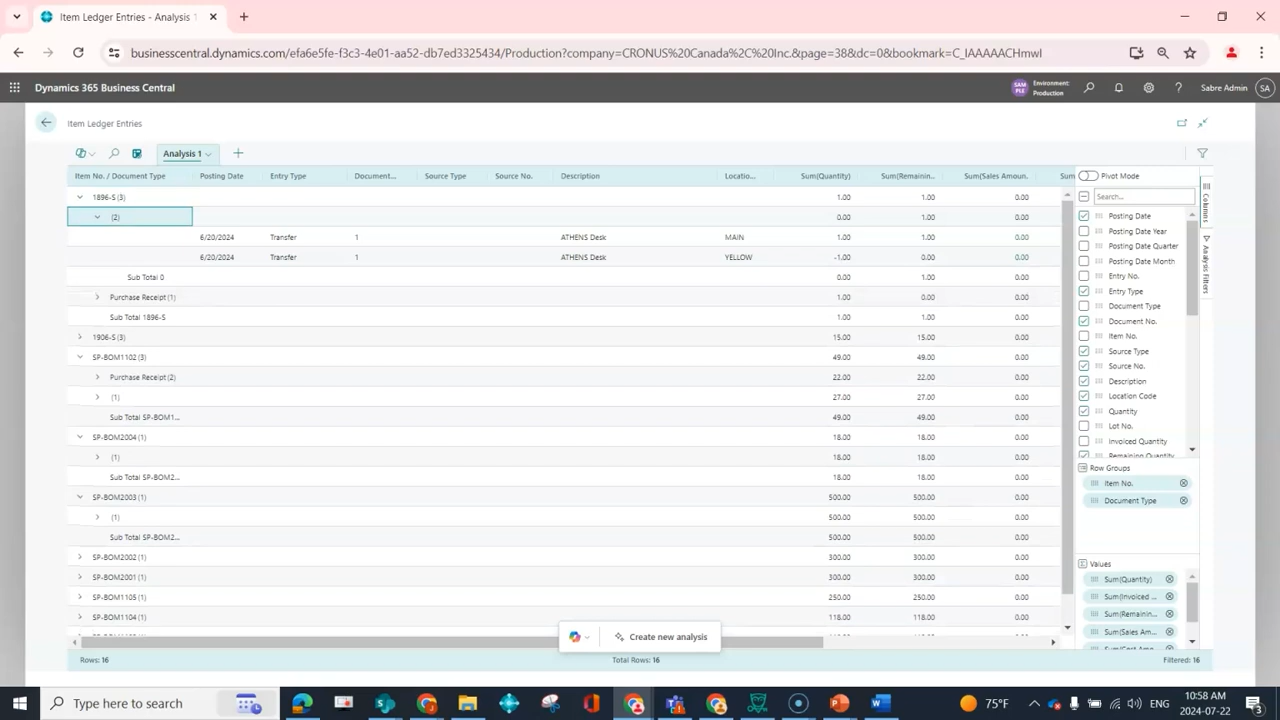 Item Ledger Entries - Analysis 1
businesscentral.dynamics.com/efa6e5fe-f3c3-4e01-aa52-db7ed3325434/Production?company=CRONUS%20Canada%2C%20Inc.&page=38&dc=0&bookmark=C_IAAAAACHmwI
Dynamics 365 Business Central
SAM PLE
Environment: Production
Sabre Admin SA
Item Ledger Entries
Analysis 1
Item No. / Document Type Posting Date Entry Type Document... Source Type Source No. Description Locatio... Sum(Quantity) Sum(Remainin... Sum(Sales Amoun. Sum
1896-S (3) 1.00 1.00 0.00
(2) 0.00 1.00 0.00
6/20/2024 Transfer 1 ATHENS Desk MAIN 1.00 1.00 0.00
6/20/2024 Transfer 1 ATHENS Desk YELLOW -1.00 0.00 0.00
Sub Total 0 0.00 1.00 0.00
Purchase Receipt (1) 1.00 0.00 0.00
Sub Total 1896-S 1.00 1.00 0.00
1906-S (3) 15.00 15.00 0.00
SP-BOM1102 (3) 49.00 49.00 0.00
Purchase Receipt (2) 22.00 22.00 0.00
(1) 27.00 27.00 0.00
Sub Total SP-BOM1... 49.00 49.00 0.00
SP-BOM2004 (1) 18.00 18.00 0.00
(1) 18.00 18.00 0.00
Sub Total SP-BOM2... 18.00 18.00 0.00
SP-BOM2003 (1) 500.00 500.00 0.00
(1) 500.00 500.00 0.00
Sub Total SP-BOM2... 500.00 500.00 0.00
SP-BOM2002 (1) 300.00 300.00 0.00
SP-BOM2001 (1) 300.00 300.00 0.00
SP-BOM1105 (1) 250.00 250.00 0.00
SP-BOM1104 (1) 118.00 118.00 0.00
Create new analysis
Rows: 16 Total Rows: 16 Filtered: 16
Pivot Mode
Search...
Posting Date
Posting Date Year
Posting Date Quarter
Posting Date Month
Entry No.
Entry Type
Document Type
Document No.
Item No.
Source Type
Source No.
Description
Location Code
Quantity
Lot No.
Invoiced Quantity
Remaining Quantity
Row Groups
Item No.
Document Type
Values
Sum(Quantity)
Sum(Invoiced ...
Sum(Remainin...
Sum(Sales Am...
Sum(Cost Amo...
Columns
Analysis Filters
Type here to search
75°F
ENG
10:58 AM
2024-07-22
3